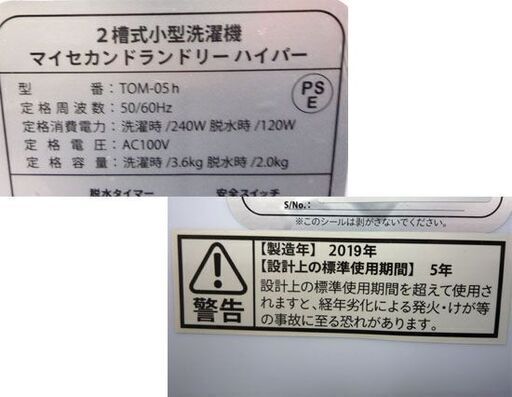 2槽式小型洗濯機
マイセカンドランドリー ハイパー
型番:TOM-05h
定格周波数:50/60Hz
定格消費電力:洗濯時/240W 脱水時/120W
定格電圧:AC100V
定格容量:洗濯時/3.6kg 脱水時/2.0kg
PS
E
脱水タイマー 安全スイッチ
S/No.:
※このシールは剥がさないでください。
警告
【製造年】 2019年
【設計上の標準使用期間】 5年
設計上の標準使用期間を超えて使用さ
れますと、経年劣化による発火・けが等
の事故に至る恐れがあります。